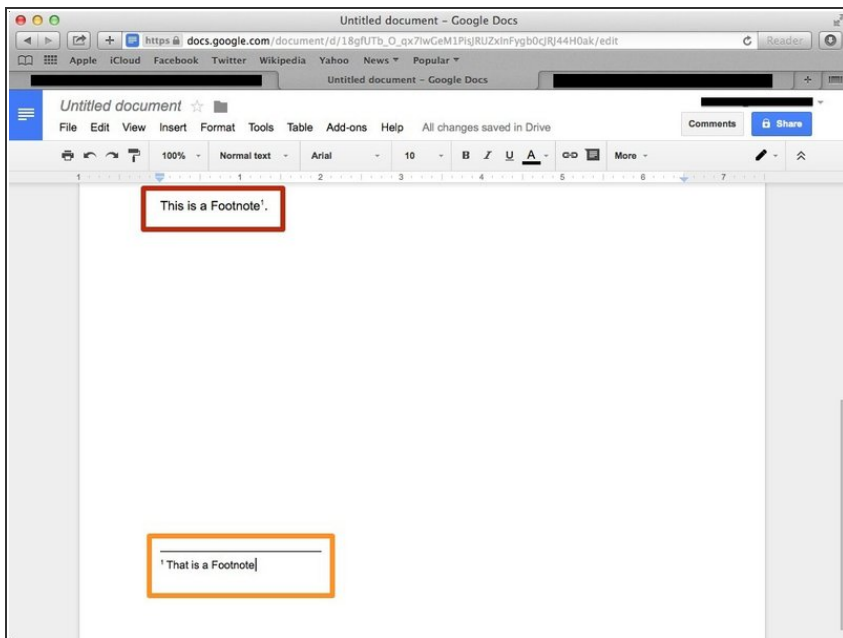 Untitled document – Google Docs
https docs.google.com/document/d/18gfUTb_O_qx7lwGeM1PisJRUZxInFygb0cJRJ44H0ak/edit Reader
Apple iCloud Facebook Twitter Wikipedia Yahoo News Popular
Untitled document – Google Docs
Untitled document
File Edit View Insert Format Tools Table Add-ons Help All changes saved in Drive Comments Share
100% Normal text Arial 10 B I U A More
1 1 2 3 4 5 6 7
This is a Footnote¹.
¹ That is a Footnote